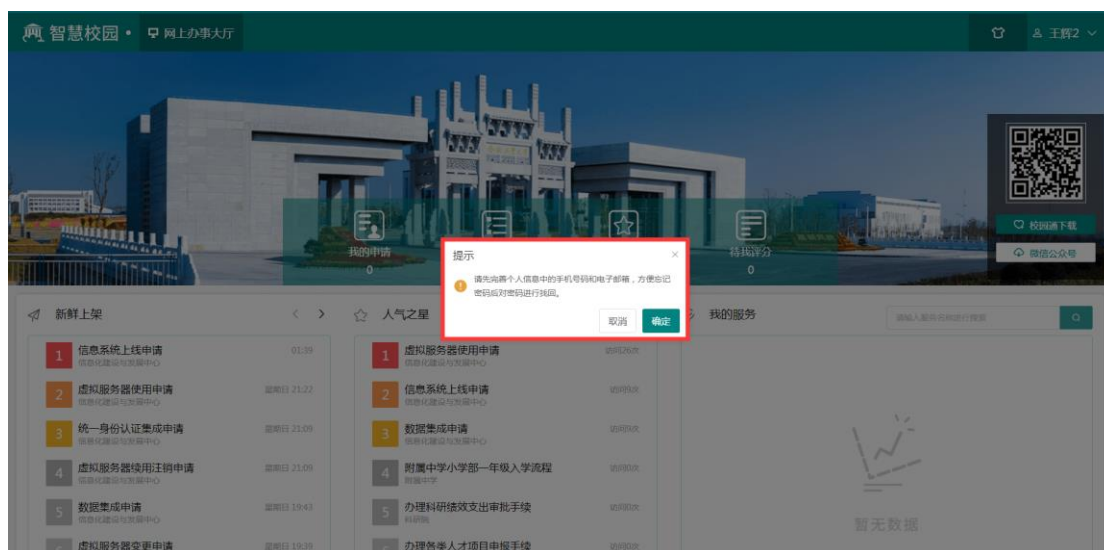 智慧校园 • 网上办事大厅
王辉2
我的申请
0
待我评分
0
校园通下载
微信公众号
提示
请先完善个人信息中的手机号码和电子邮箱，方便忘记
密码后对密码进行找回。
取消 确定
新鲜上架
1 信息系统上线申请 01:39
信息化建设与发展中心
2 虚拟服务器使用申请 星期日 21:22
信息化建设与发展中心
3 统一身份认证集成申请 星期日 21:09
信息化建设与发展中心
4 虚拟服务器续用注销申请 星期日 21:09
信息化建设与发展中心
5 数据集成申请 星期日 19:43
信息化建设与发展中心
虚拟服务器变更申请 星期日 19:39
人气之星
1 虚拟服务器使用申请 访问26次
信息化建设与发展中心
2 信息系统上线申请
信息化建设与发展中心
3 数据集成申请
信息化建设与发展中心
4 附属中学小学部一年级入学流程
附属中学
5 办理科研绩效支出审批手续
科研院
办理各类人才项目申报手续
我的服务
请输入服务名称进行搜索
暂无数据